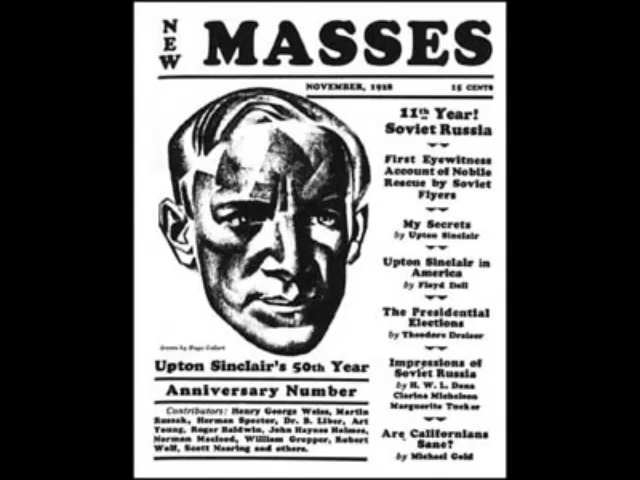 NEW
MASSES
NOVEMBER, 1928
15 CENTS
11th Year!
Soviet Russia
First Eyewitness
Account of Nobile
Rescue by Soviet
Flyers
My Secrets
by Upton Sinclair
Upton Sinclair in
America
by Floyd Dell
The Presidential
Elections
by Theodore Dreiser
Impressions of
Soviet Russia
by H. W. L. Dana
Clarina Michelson
Marguerite Tucker
Are Californians
Sane?
by Michael Gold
drawn by Hugo Gellert
Upton Sinclair's 50th Year
Anniversary Number
Contributors: Henry George Weiss, Martin
Russak, Herman Spector, Dr. B. Liber, Art
Young, Roger Baldwin, John Haynes Holmes,
Norman Macleod, William Gropper, Robert
Wolf, Scott Nearing and others.